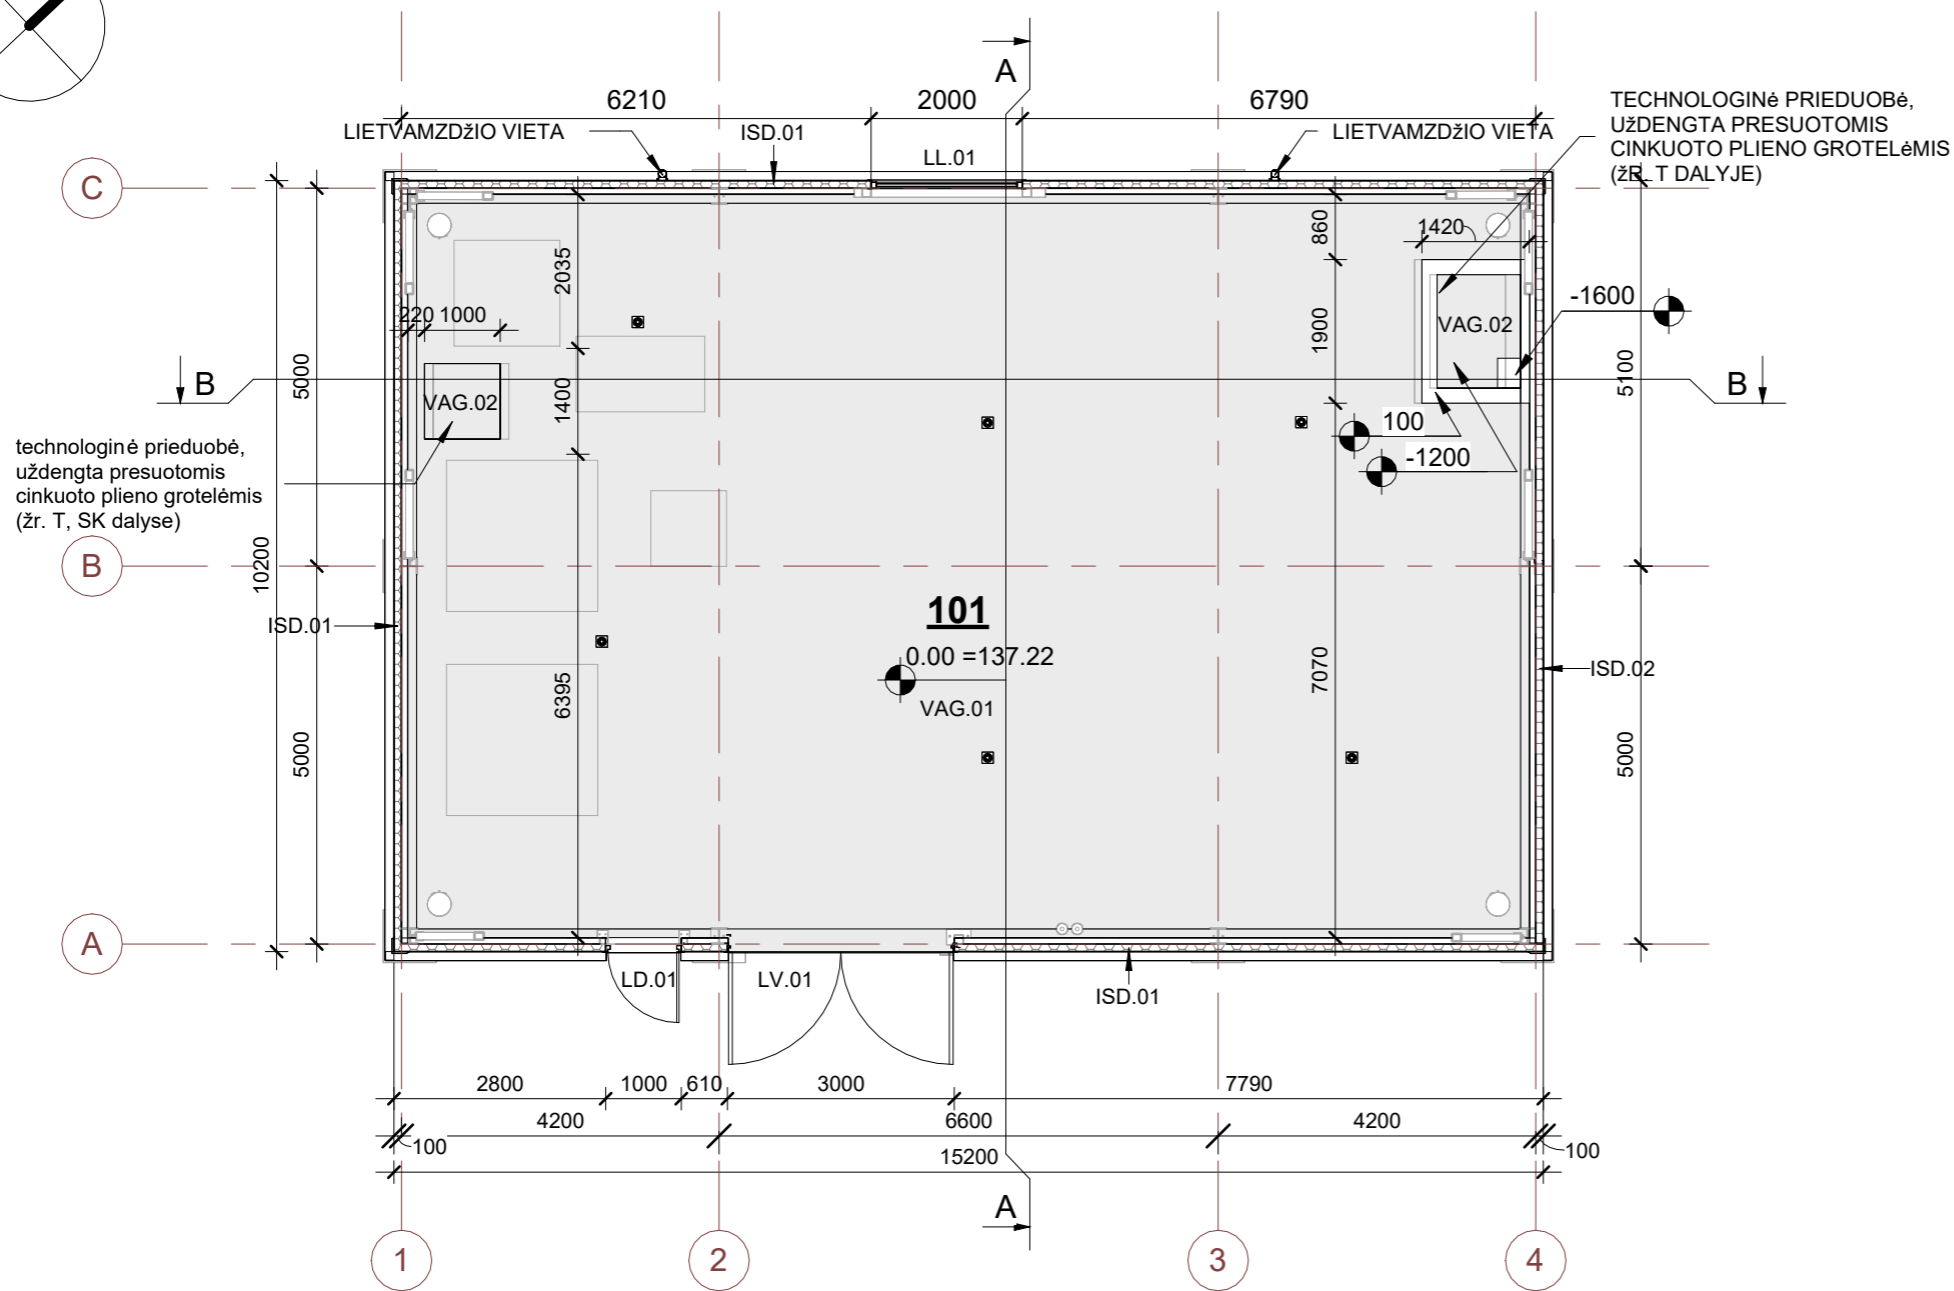 A
6210
2000
6790
TECHNOLOGINė PRIEDUOBė,
UžDENGTA PRESUOTOMIS
CINKUOTO PLIENO GROTELėMIS
(žR. T DALYJE)
LIETVAMZDžIO VIETA
ISD.01
LL.01
LIETVAMZDžIO VIETA
C
2035
860
1420
220 1000
-1600
VAG.02
1900
5000
5100
B
B
1400
VAG.02
100
-1200
technologinė prieduobė,
uždengta presuotomis
cinkuoto plieno grotelėmis
(žr. T, SK dalyse)
B
10200
ISD.01
101
0.00 =137.22
VAG.01
6395
7070
ISD.02
5000
5000
A
LD.01
LV.01
ISD.01
2800
1000
610
3000
7790
4200
6600
4200
100
100
15200
A
1
2
3
4